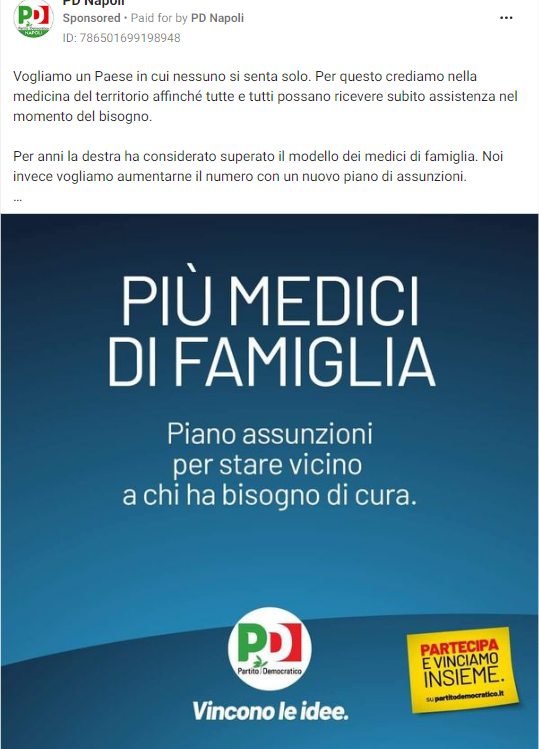 PD Napoli
Sponsored • Paid for by PD Napoli
ID: 786501699198948
Vogliamo un Paese in cui nessuno si senta solo. Per questo crediamo nella
medicina del territorio affinché tutte e tutti possano ricevere subito assistenza nel
momento del bisogno.
Per anni la destra ha considerato superato il modello dei medici di famiglia. Noi
invece vogliamo aumentarne il numero con un nuovo piano di assunzioni.
...
PIÙ MEDICI
DI FAMIGLIA
Piano assunzioni
per stare vicino
a chi ha bisogno di cura.
PD
Partito Democratico
Vincono le idee.
PARTECIPA
E VINCIAMO
INSIEME.
su partitodemocratico.it
PD
NAPOLI